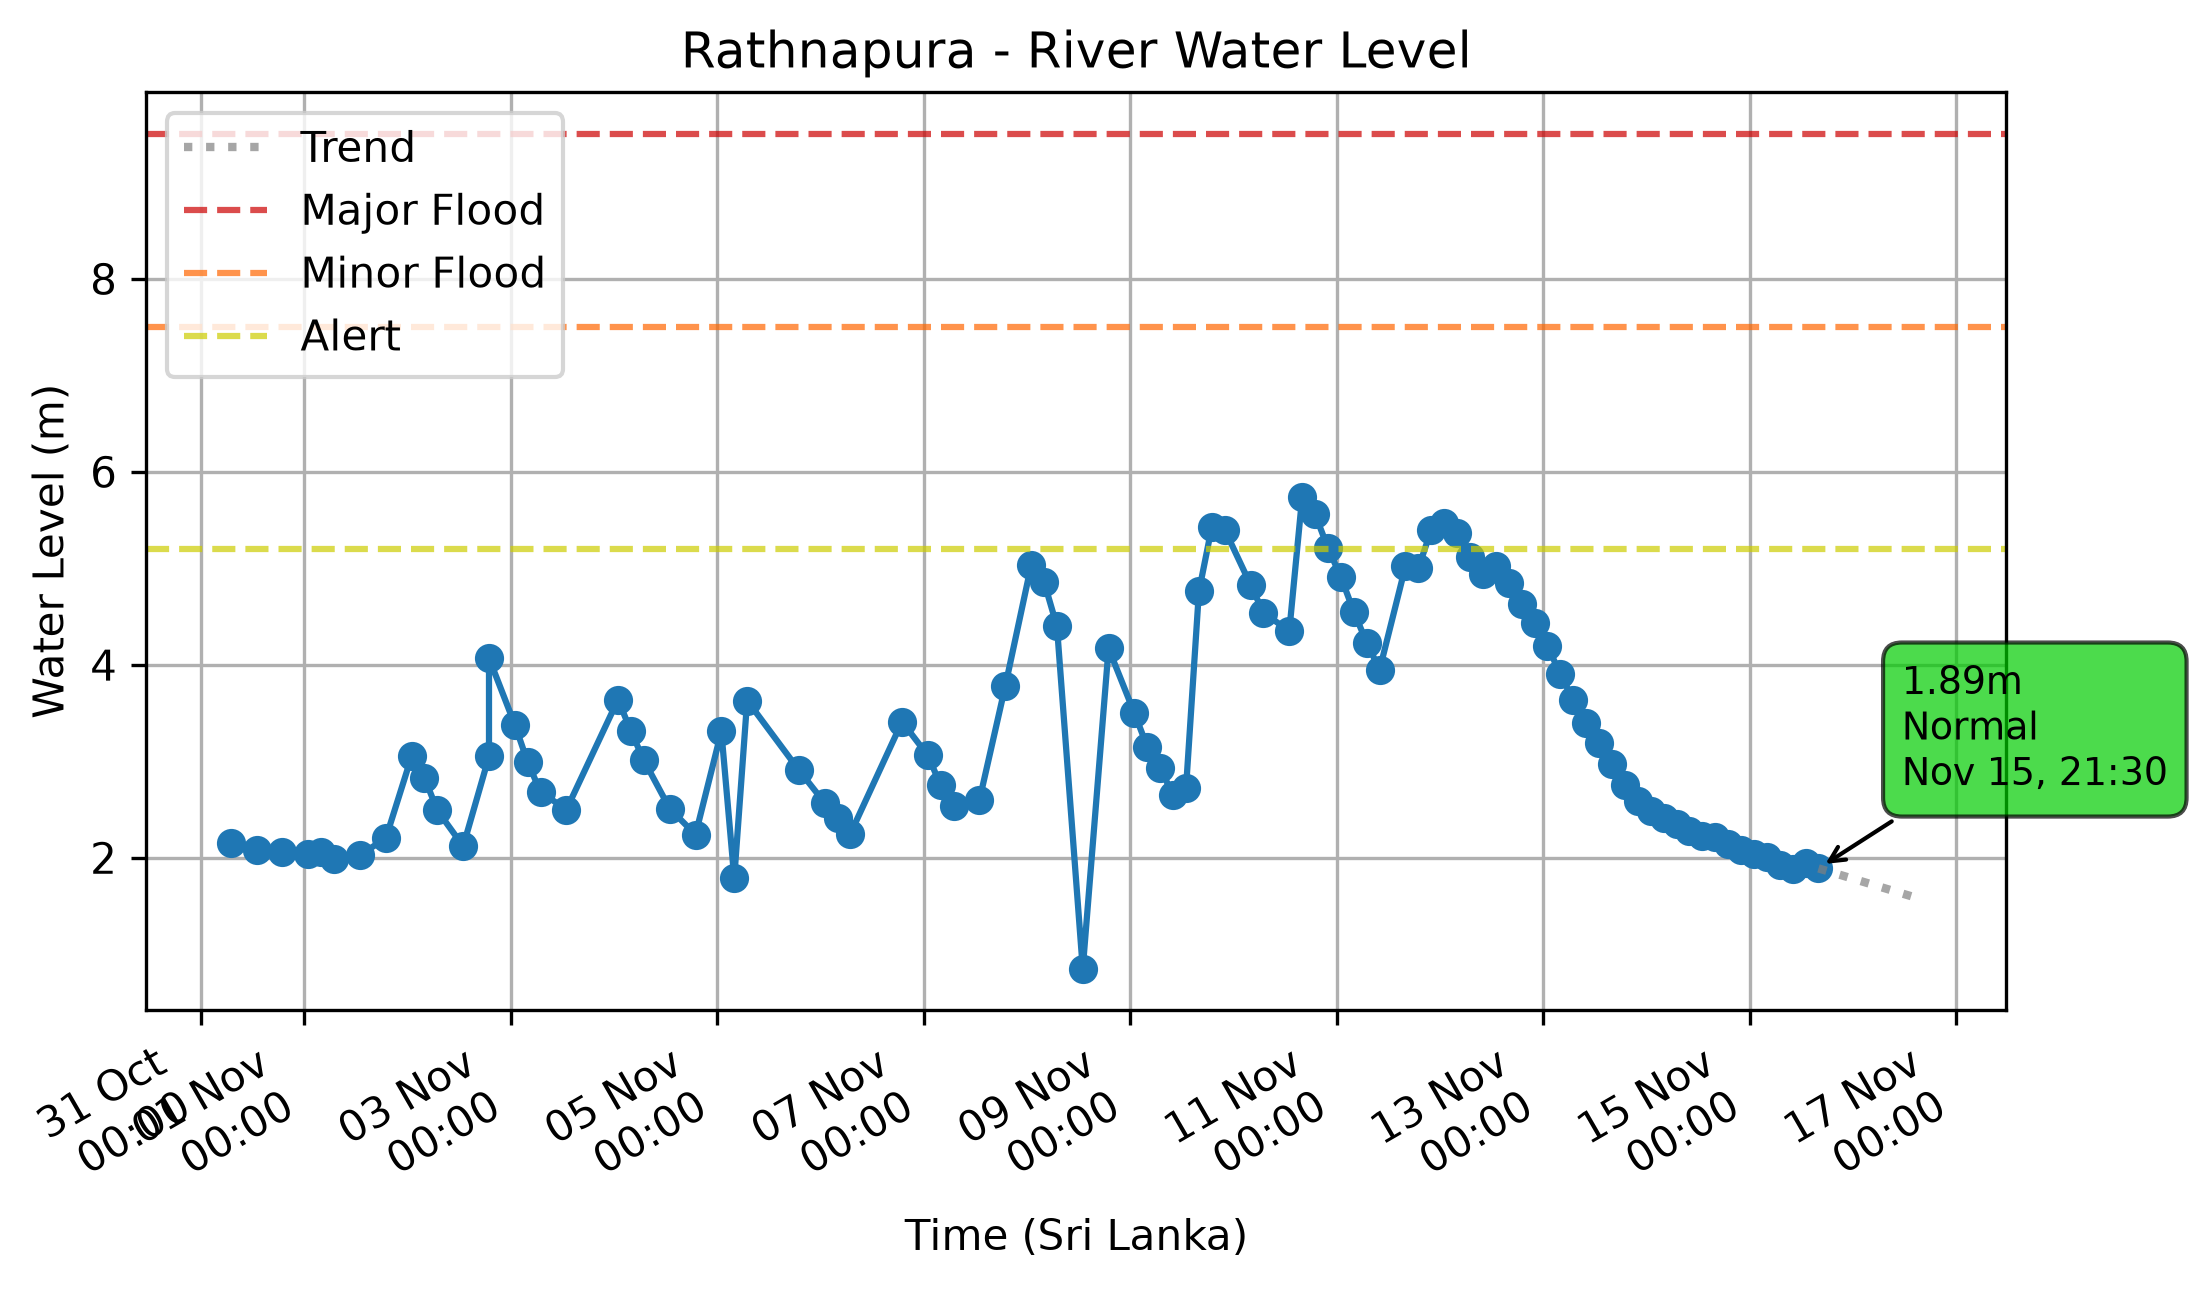 Rathnapura - River Water Level
Trend
Major Flood
Minor Flood
Alert
Water Level (m)
8
6
4
2
1.89m
Normal
Nov 15, 21:30
31 Oct
00:00
01 Nov
00:00
03 Nov
00:00
05 Nov
00:00
07 Nov
00:00
09 Nov
00:00
11 Nov
00:00
13 Nov
00:00
15 Nov
00:00
17 Nov
00:00
Time (Sri Lanka)